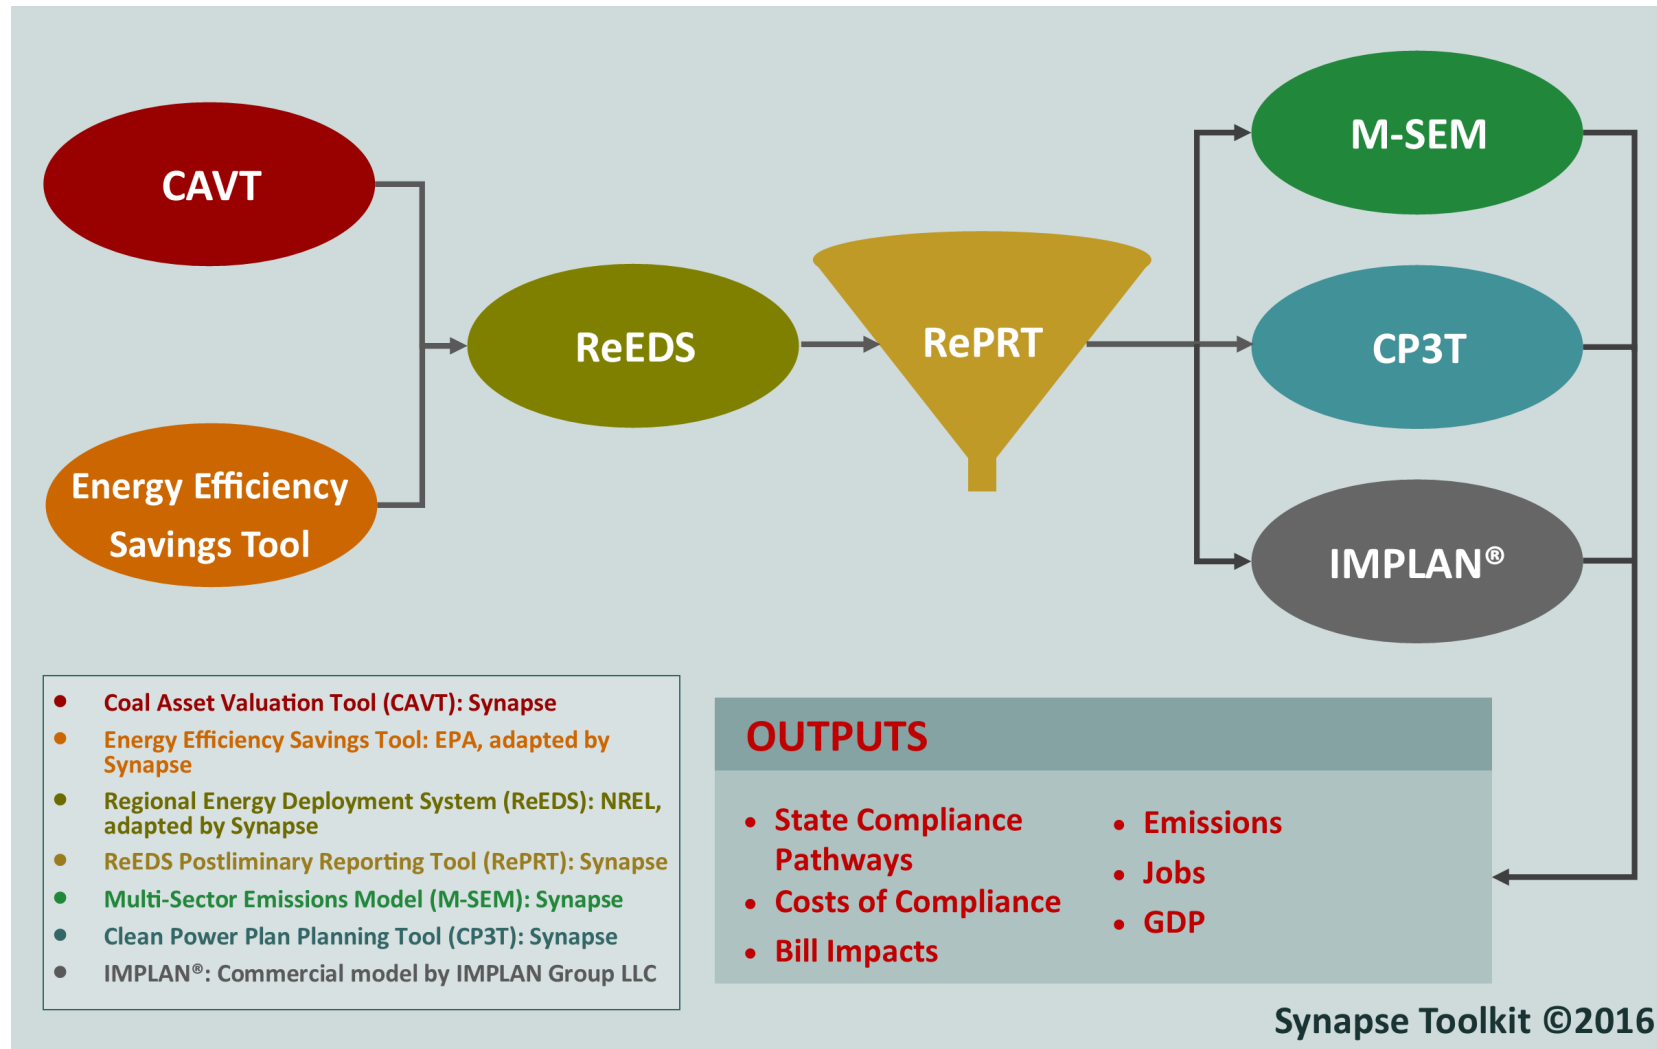 CAVT
Energy Efficiency
Savings Tool
ReEDS
RePRT
M-SEM
CP3T
IMPLAN®
• Coal Asset Valuation Tool (CAVT): Synapse
• Energy Efficiency Savings Tool: EPA, adapted by
Synapse
• Regional Energy Deployment System (ReEDS): NREL,
adapted by Synapse
• ReEDS Postliminary Reporting Tool (RePRT): Synapse
• Multi-Sector Emissions Model (M-SEM): Synapse
• Clean Power Plan Planning Tool (CP3T): Synapse
• IMPLAN®: Commercial model by IMPLAN Group LLC
OUTPUTS
• State Compliance
Pathways
• Costs of Compliance
• Bill Impacts
• Emissions
• Jobs
• GDP
Synapse Toolkit ©2016